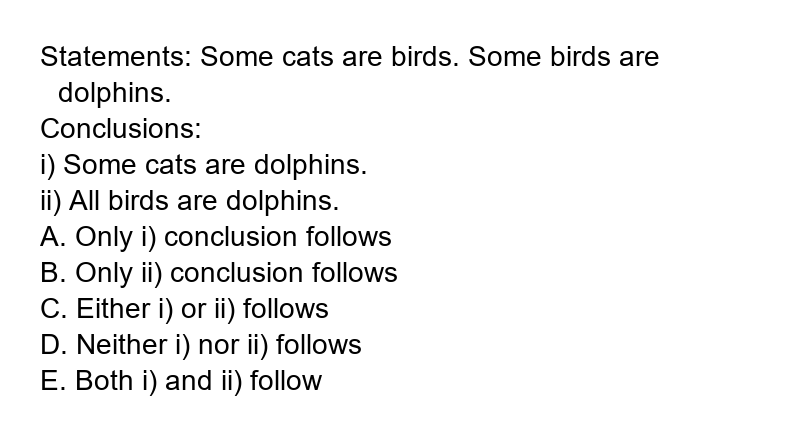 Statements: Some cats are birds. Some birds are
dolphins.
Conclusions:
i) Some cats are dolphins.
ii) All birds are dolphins.
A. Only i) conclusion follows
B. Only ii) conclusion follows
C. Either i) or ii) follows
D. Neither i) nor ii) follows
E. Both i) and ii) follow